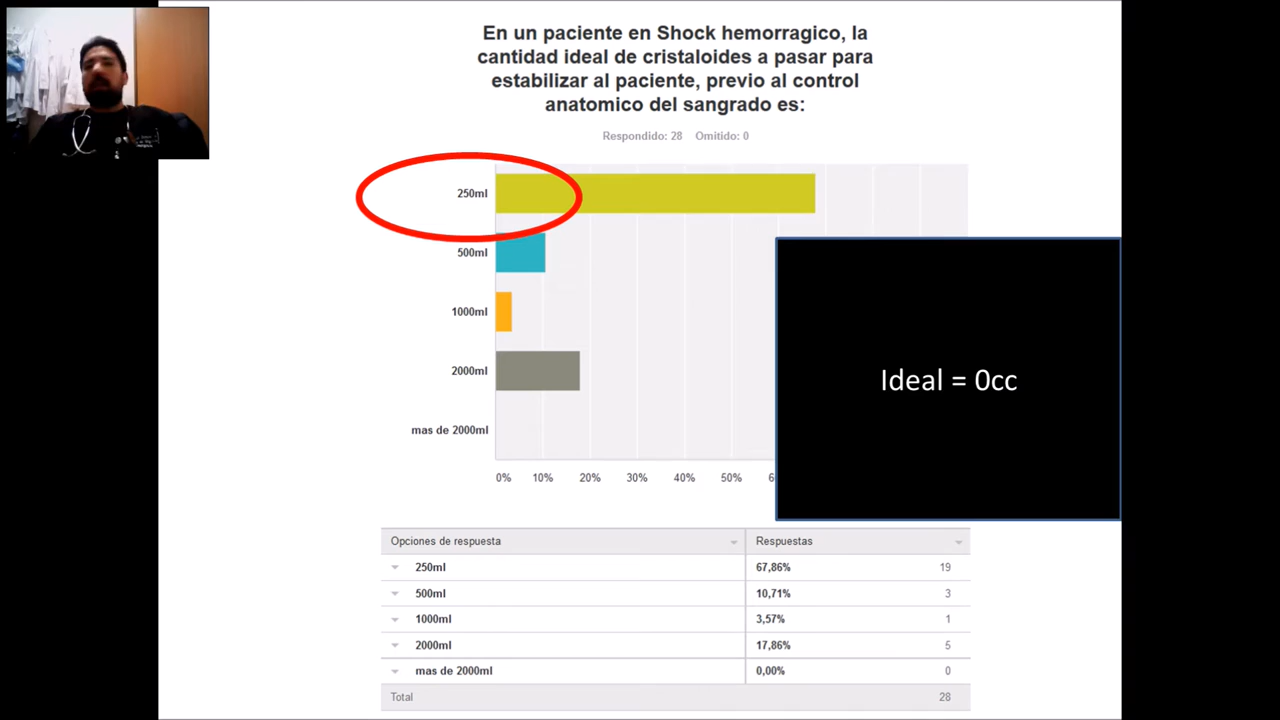 En un paciente en Shock hemorragico, la
cantidad ideal de cristaloides a pasar para
estabilizar al paciente, previo al control
anatomico del sangrado es:
Respondido: 28 Omitido: 0
250ml
500ml
1000ml
2000ml
mas de 2000ml
0% 10% 20% 30% 40% 50%
Ideal = 0cc
Opciones de respuesta Respuestas
250ml 67,86% 19
500ml 10,71% 3
1000ml 3,57% 1
2000ml 17,86% 5
mas de 2000ml 0,00% 0
Total 28